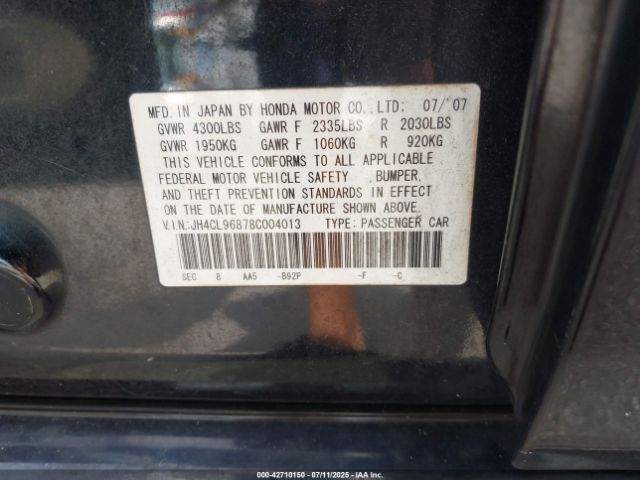 MFD. IN JAPAN BY HONDA MOTOR CO., LTD: 07/'07
GVWR 4300LBS GAWR F 2335LBS R 2030LBS
GVWR 1950KG GAWR F 1060KG R 920KG
THIS VEHICLE CONFORMS TO ALL APPLICABLE
FEDERAL MOTOR VEHICLE SAFETY , BUMPER,
AND THEFT PREVENTION STANDARDS IN EFFECT
ON THE DATE OF MANUFACTURE SHOWN ABOVE.
V.I.N.:JH4CL96878C004013 TYPE: PASSENGER CAR
SEC 8 AA5 -B92P -F -C
000-42710150 - 07/11/2025 - IAAI, Inc.